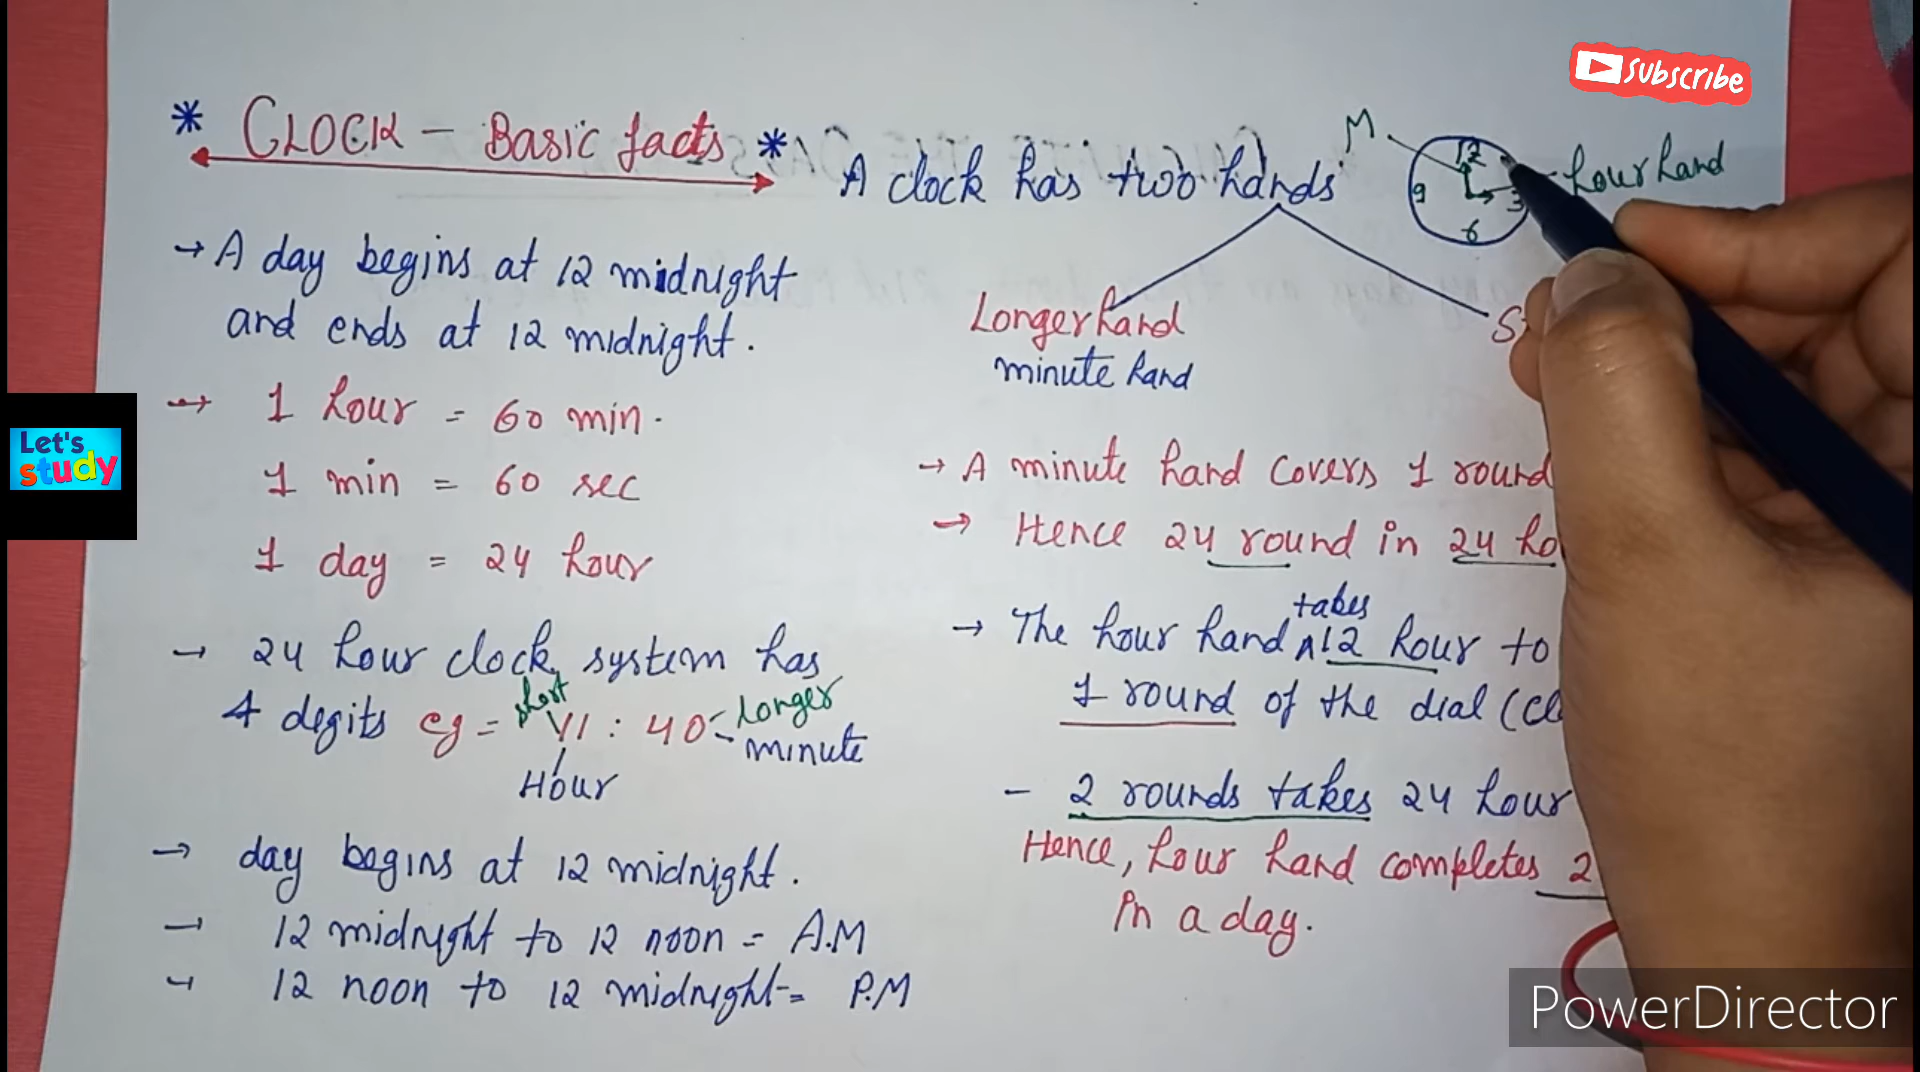 * CLOCK - Basic facts *
→ A day begins at 12 midnight
and ends at 12 midnight.
→ 1 hour = 60 min.
1 min = 60 sec
1 day = 24 hour
→ 24 hour clock system has
short
4 degits eg = VI : 40 - longer
- minute
Hour
→ day begins at 12 midnight.
→ 12 midnight to 12 noon = A.M
→ 12 noon to 12 midnight = P.M
A clock has two hands
M
12
9
3
6
hour hand
Longer hand
minute hand
→ A minute hand covers 1 round
→ Hence 24 round in 24 ho
takes
→ The hour hand ^ 12 hour to
1 round of the dial (cl
- 2 rounds takes 24 hour
Hence, hour hand completes 2
in a day.
Subscribe
Let's
study
PowerDirector